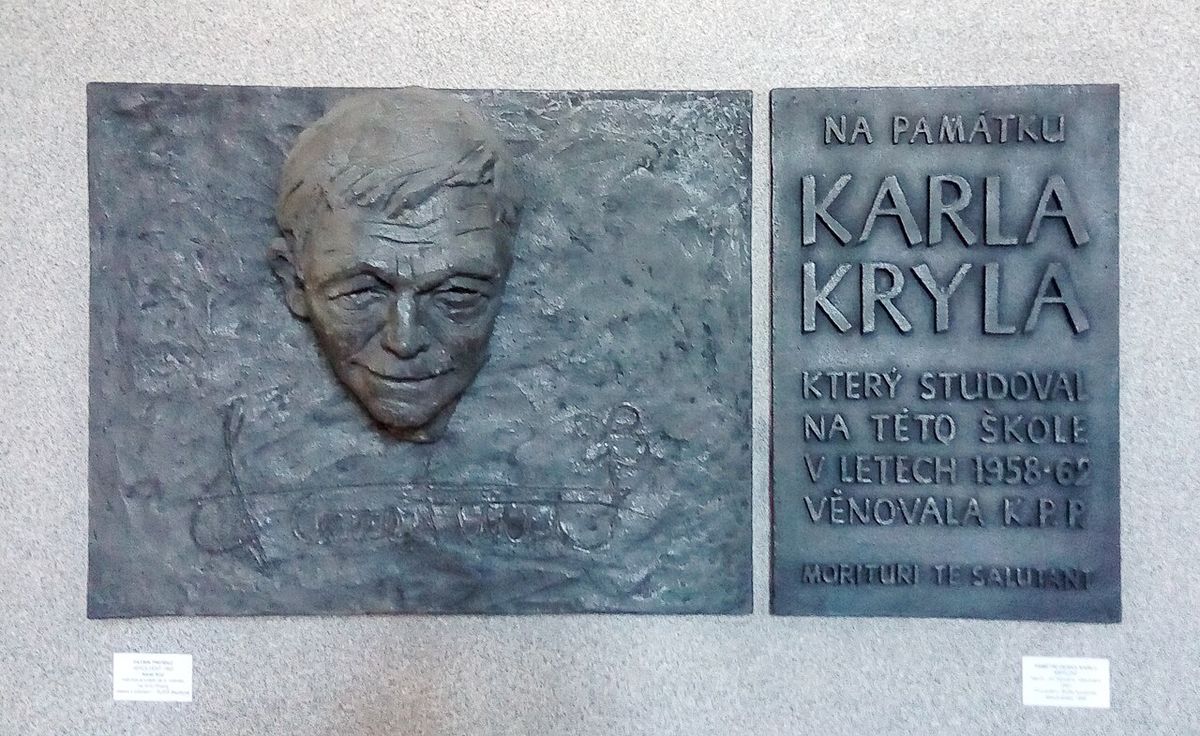 NA PAMÁTKU
KARLA
KRYLA
KTERÝ STUDOVAL
NA TÉTO ŠKOLE
V LETECH 1958-62
VĚNOVALA K.P.P.
MORITURI TE SALUTANT